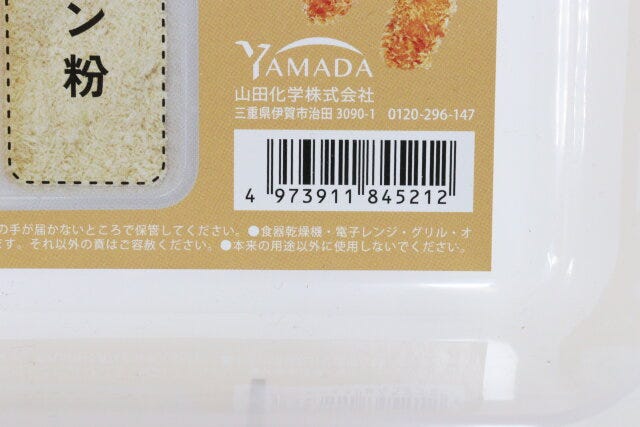 ン粉
YAMADA
山田化学株式会社
三重県伊賀市治田 3090-1 0120-296-147
4 973911 845212
の手が届かないところで保管してください。●食器乾燥機・電子レンジ・グリル・オ
ます。それ以外の責はご容赦ください。●本来の用途以外に使用しないでください。